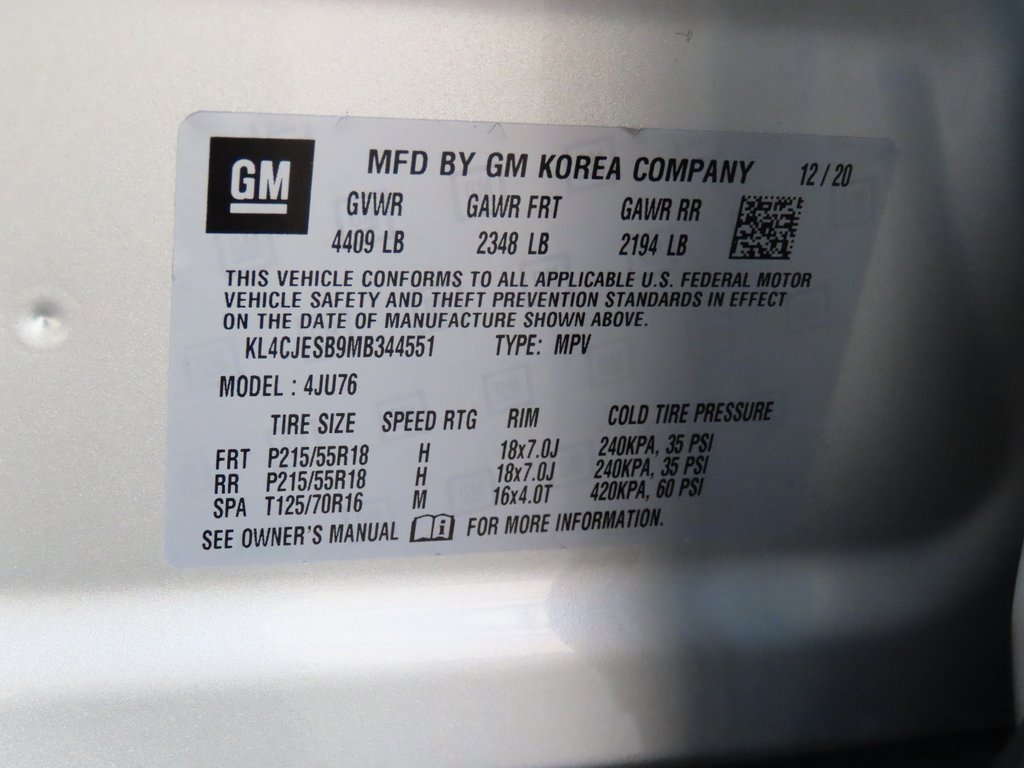 GM
MFD BY GM KOREA COMPANY 12/20
GVWR GAWR FRT GAWR RR
4409 LB 2348 LB 2194 LB
THIS VEHICLE CONFORMS TO ALL APPLICABLE U.S. FEDERAL MOTOR
VEHICLE SAFETY AND THEFT PREVENTION STANDARDS IN EFFECT
ON THE DATE OF MANUFACTURE SHOWN ABOVE.
KL4CJESB9MB344551 TYPE: MPV
MODEL : 4JU76
TIRE SIZE SPEED RTG RIM COLD TIRE PRESSURE
FRT P215/55R18 H 18x7.0J 240KPA, 35 PSI
RR P215/55R18 H 18x7.0J 240KPA, 35 PSI
SPA T125/70R16 M 16x4.0T 420KPA, 60 PSI
SEE OWNER'S MANUAL i FOR MORE INFORMATION.